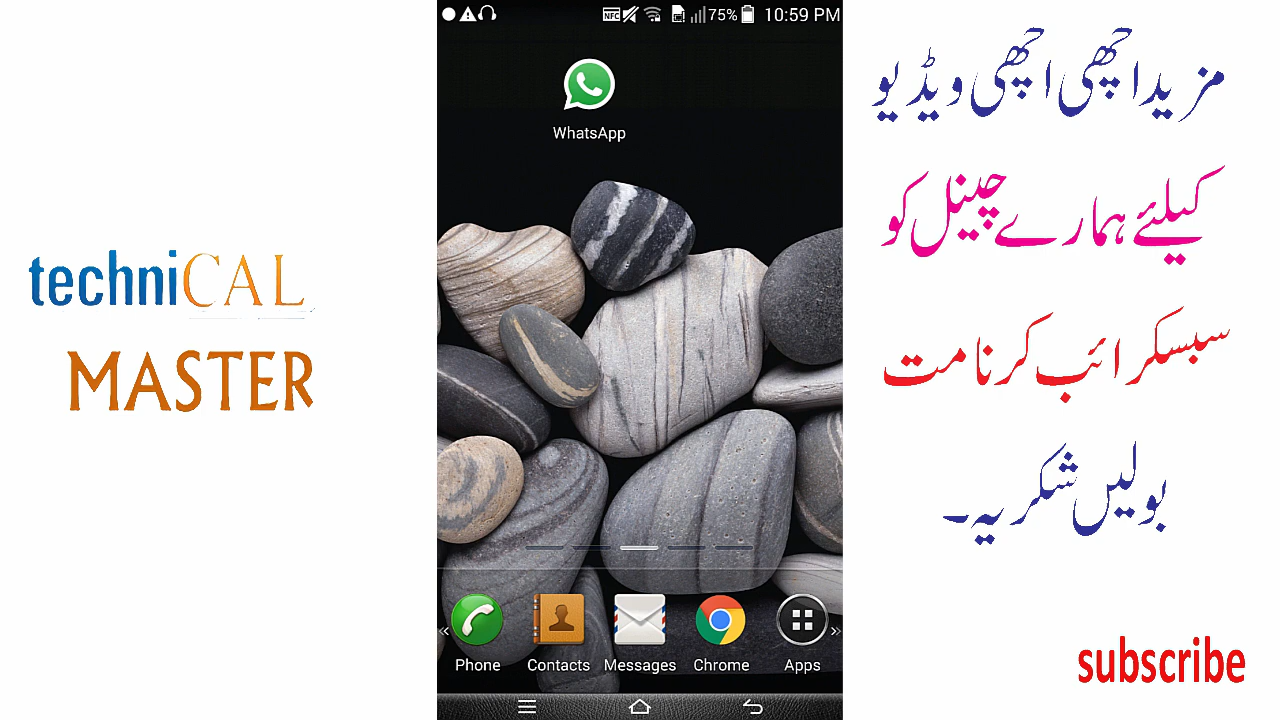 techniCAL
MASTER
NFC 75% 10:59 PM
WhatsApp
Phone Contacts Messages Chrome Apps
مزید اچھی اچھی ویڈیو
کیلئے ہمارے چینل کو
سبسکرائب کرنا مت
بولیں شکریہ۔
subscribe